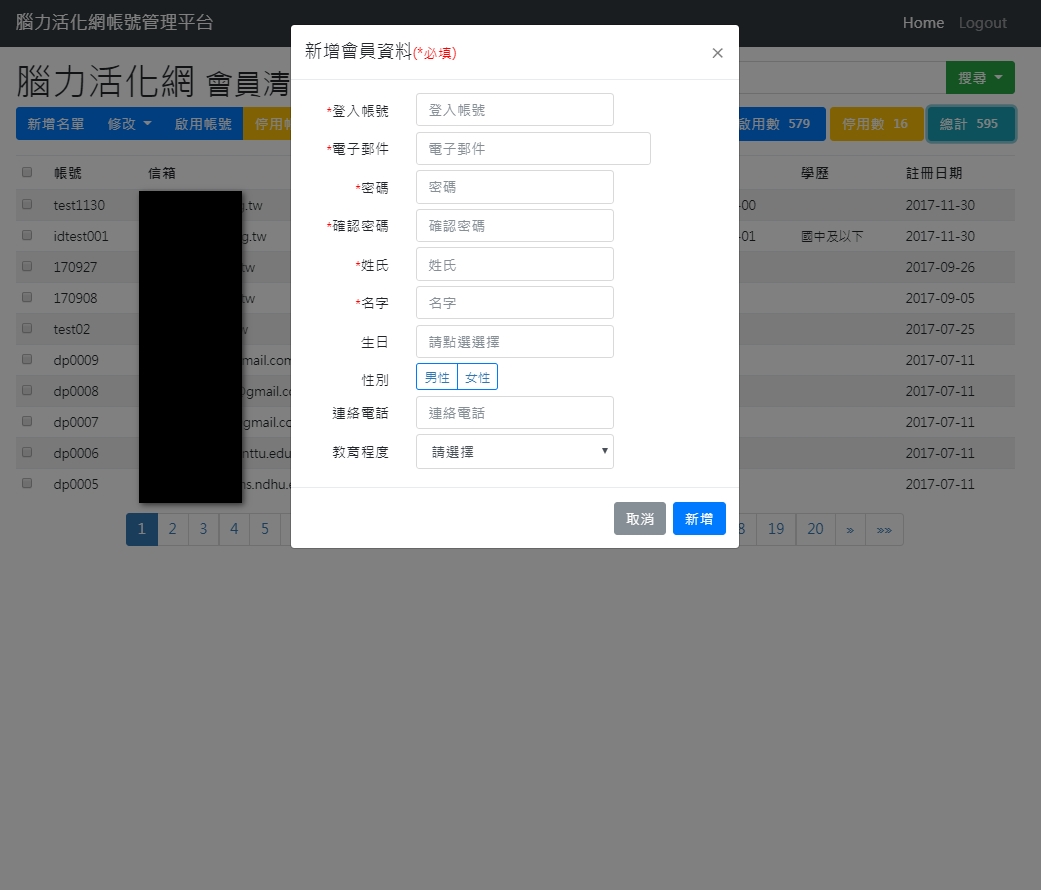 腦力活化網帳號管理平台 Home Logout
腦力活化網 會員清
搜尋
新增名單 修改 啟用帳號 停用帳
啟用數 579 停用數 16 總計 595
帳號 信箱 學歷 註冊日期
test1130 g.tw -00 2017-11-30
idtest001 g.tw -01 國中及以下 2017-11-30
170927 tw 2017-09-26
170908 tw 2017-09-05
test02 w 2017-07-25
dp0009 mail.com 2017-07-11
dp0008 @gmail.co 2017-07-11
dp0007 gmail.co 2017-07-11
dp0006 nttu.edu 2017-07-11
dp0005 ms.ndhu.e 2017-07-11
1 2 3 4 5 8 19 20 » »»
新增會員資料(*必填) ×
*登入帳號 登入帳號
*電子郵件 電子郵件
*密碼 密碼
*確認密碼 確認密碼
*姓氏 姓氏
*名字 名字
生日 請點選選擇
性別 男性 女性
連絡電話 連絡電話
教育程度 請選擇
取消 新增